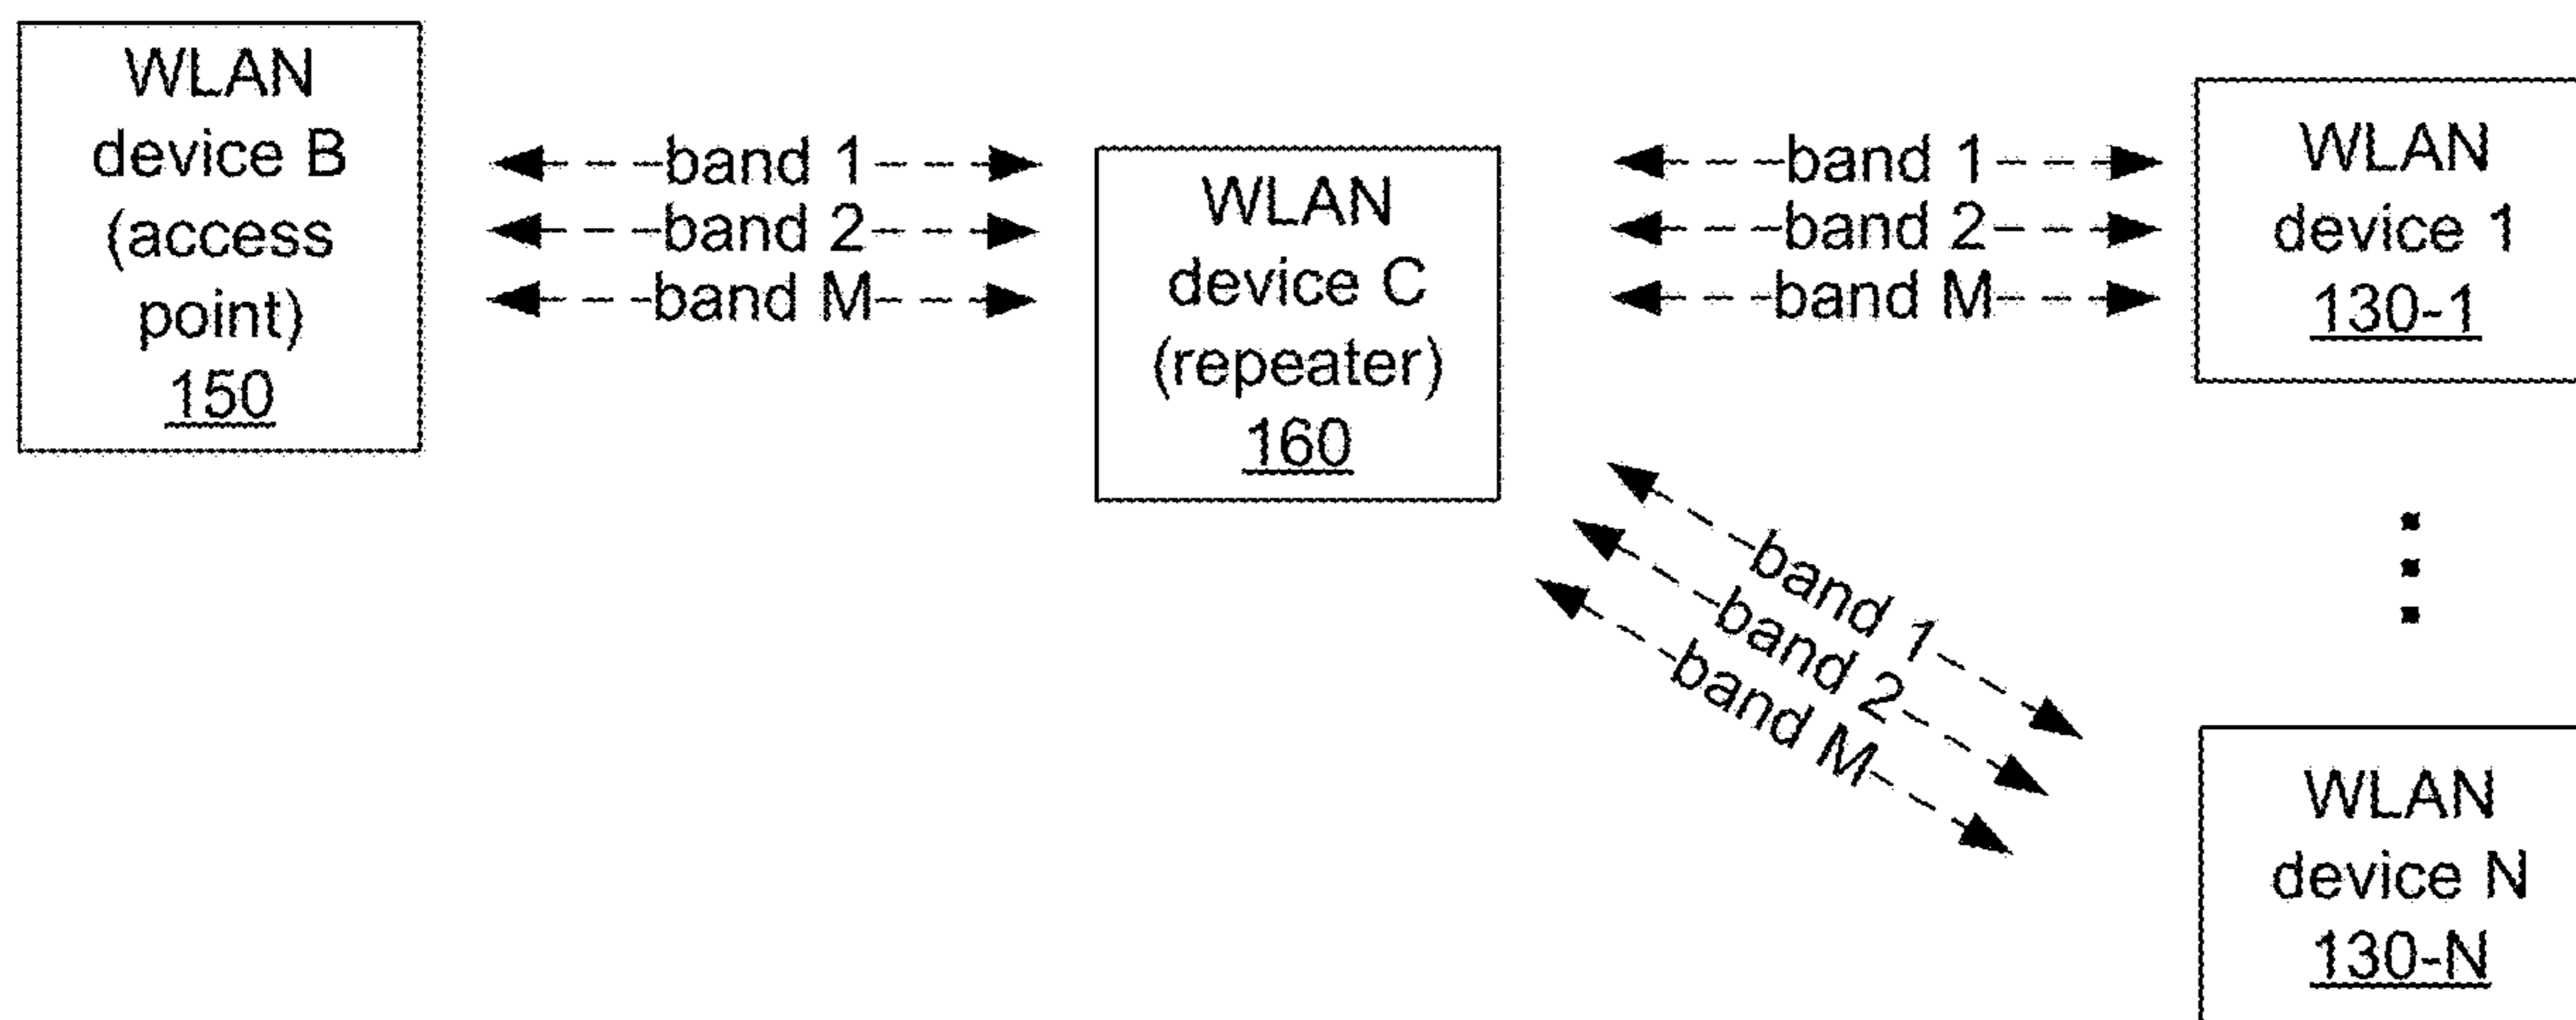 WLAN
device B
(access
point)
150
band 1
band 2
band M
WLAN
device C
(repeater)
160
band 1
band 2
band M
WLAN
device 1
130-1
band 1
band 2
band M
WLAN
device N
130-N